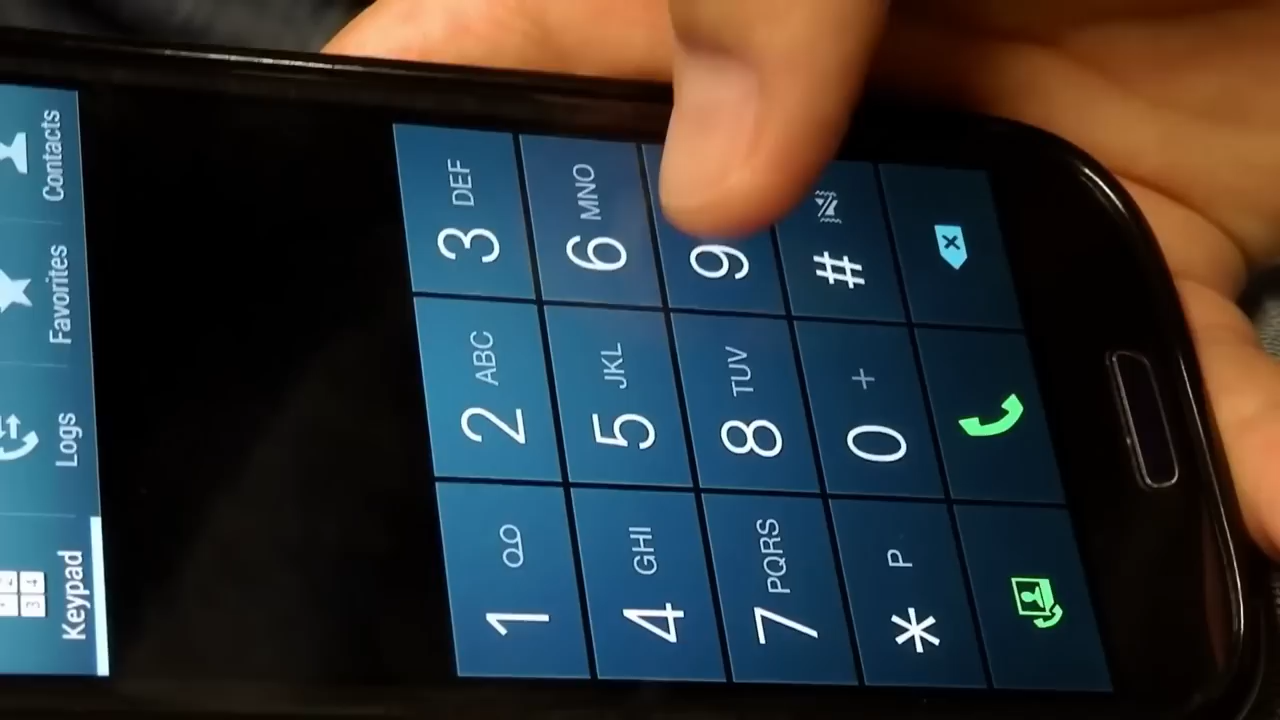 Keypad Logs Favorites Contacts
1 2 ABC 3 DEF
4 GHI 5 JKL 6 MNO
7 PQRS 8 TUV 9
* P 0 + #